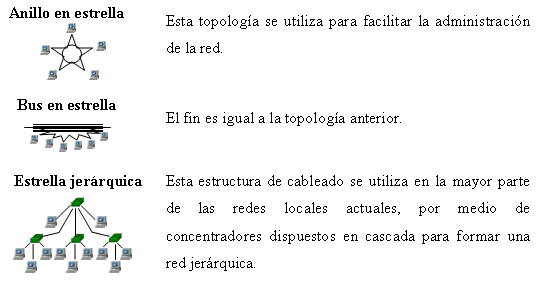 Anillo en estrella
Esta topología se utiliza para facilitar la administración
de la red.
Bus en estrella
El fin es igual a la topología anterior.
Estrella jerárquica
Esta estructura de cableado se utiliza en la mayor parte
de las redes locales actuales, por medio de
concentradores dispuestos en cascada para formar una
red jerárquica.